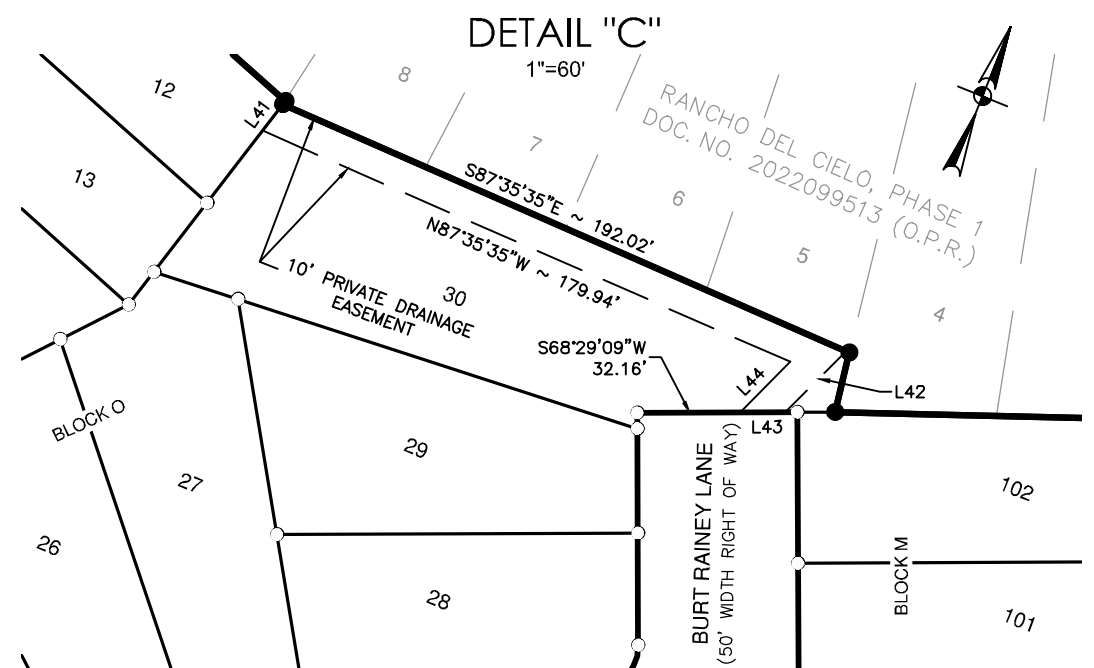 DETAIL "C"
1"=60'
12
8
L41
7
RANCHO DEL CIELO, PHASE 1
DOC. NO. 2022099513 (O.P.R.)
13
S87°35'35"E ~ 192.02'
6
N87°35'35"W ~ 179.94'
5
10' PRIVATE DRAINAGE
EASEMENT
30
4
S68°29'09"W
32.16'
L44
L42
BLOCK O
L43
29
27
BURT RAINEY LANE
(50' WIDTH RIGHT OF WAY)
102
26
BLOCK M
28
101